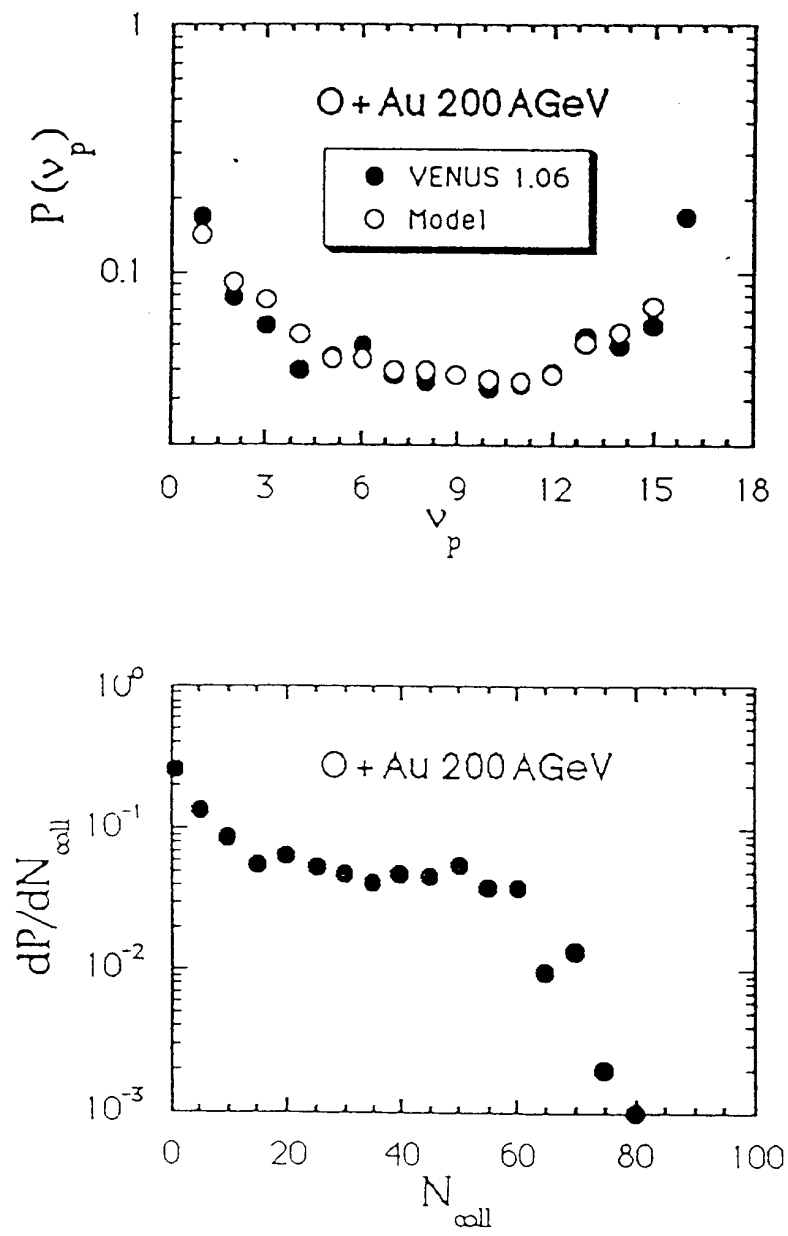 1
O + Au 200 AGeV
VENUS 1.06
Model
P(ν_p)
0.1
0 3 6 9 12 15 18
ν_p
10^0
O + Au 200 AGeV
10^-1
dP/dN_coll
10^-2
10^-3
0 20 40 60 80 100
N_coll